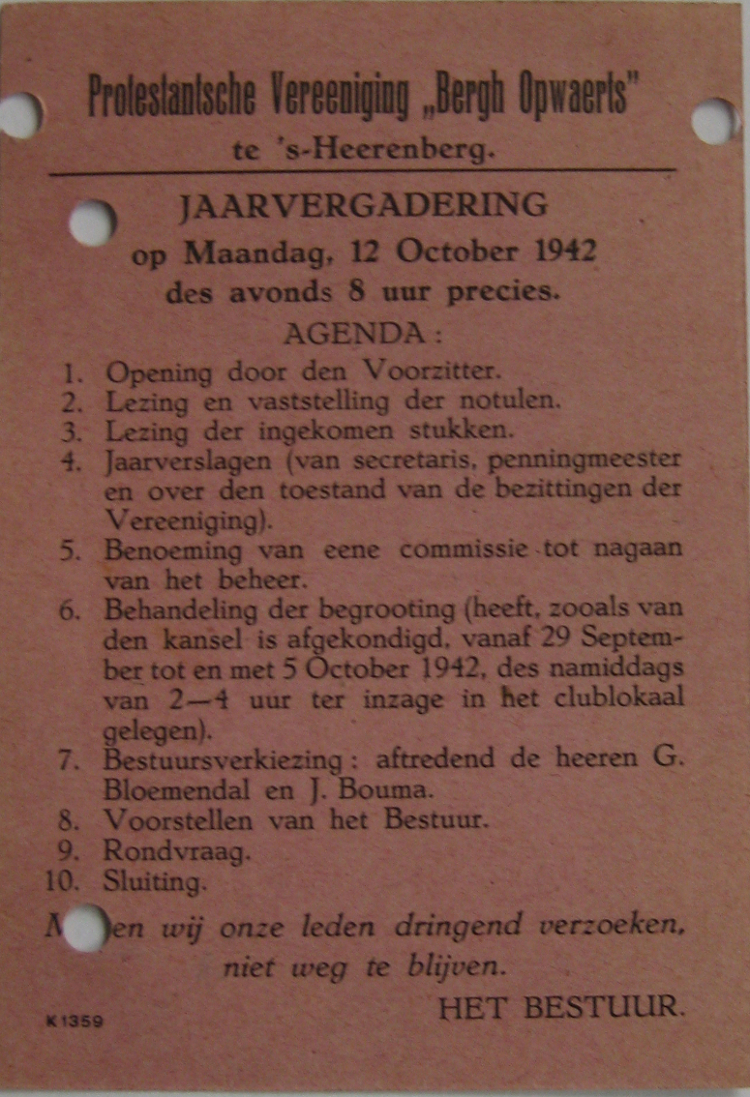 Protestantsche Vereeniging „Bergh Opwaerts"
te 's-Heerenberg.
JAARVERGADERING
op Maandag, 12 October 1942
des avonds 8 uur precies.
AGENDA :
1. Opening door den Voorzitter.
2. Lezing en vaststelling der notulen.
3. Lezing der ingekomen stukken.
4. Jaarverslagen (van secretaris, penningmeester
en over den toestand van de bezittingen der
Vereeniging).
5. Benoeming van eene commissie tot nagaan
van het beheer.
6. Behandeling der begrooting (heeft, zooals van
den kansel is afgekondigd, vanaf 29 Septem-
ber tot en met 5 October 1942, des namiddags
van 2—4 uur ter inzage in het clublokaal
gelegen).
7. Bestuursverkiezing : aftredend de heeren G.
Bloemendal en J. Bouma.
8. Voorstellen van het Bestuur.
9. Rondvraag.
10. Sluiting.
wij onze leden dringend verzoeken,
niet weg te blijven.
HET BESTUUR.
K 1359